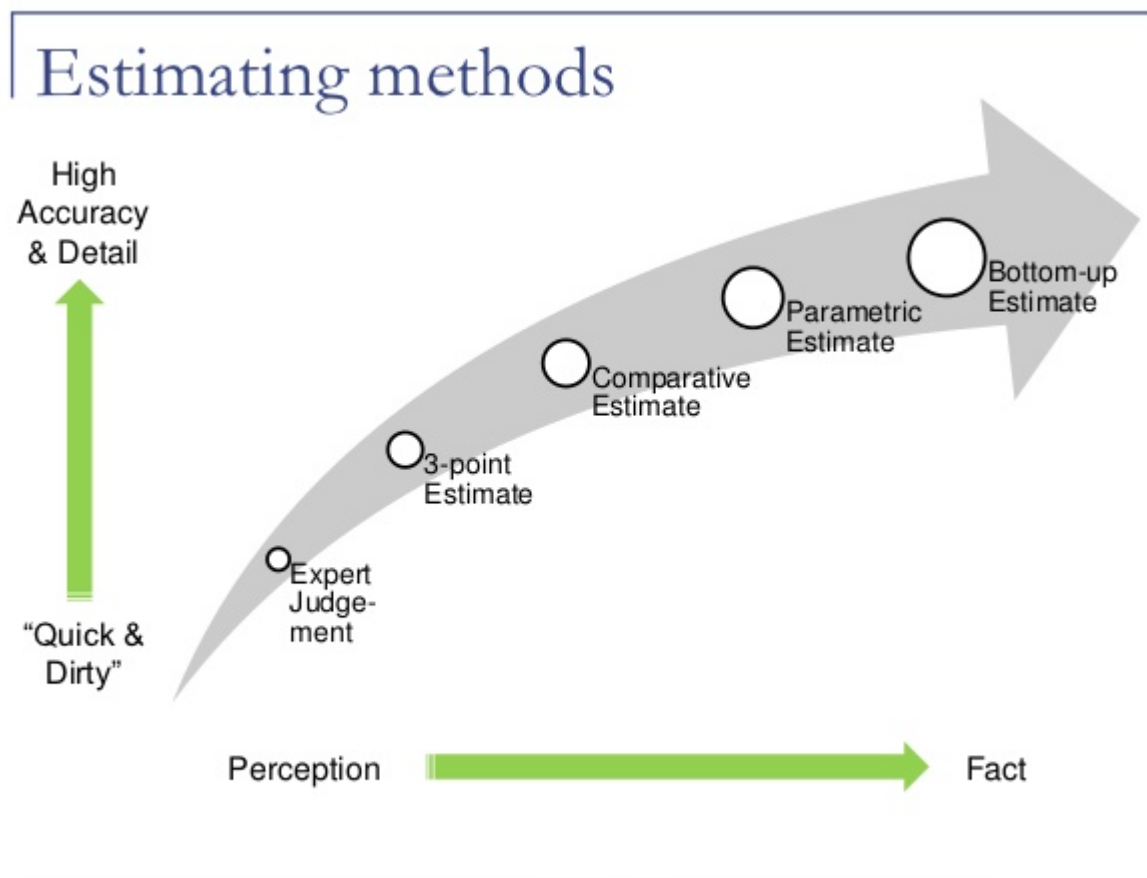 Estimating methods
High
Accuracy
& Detail
Bottom-up
Estimate
Parametric
Estimate
Comparative
Estimate
3-point
Estimate
Expert
Judge-
ment
“Quick &
Dirty”
Perception
Fact